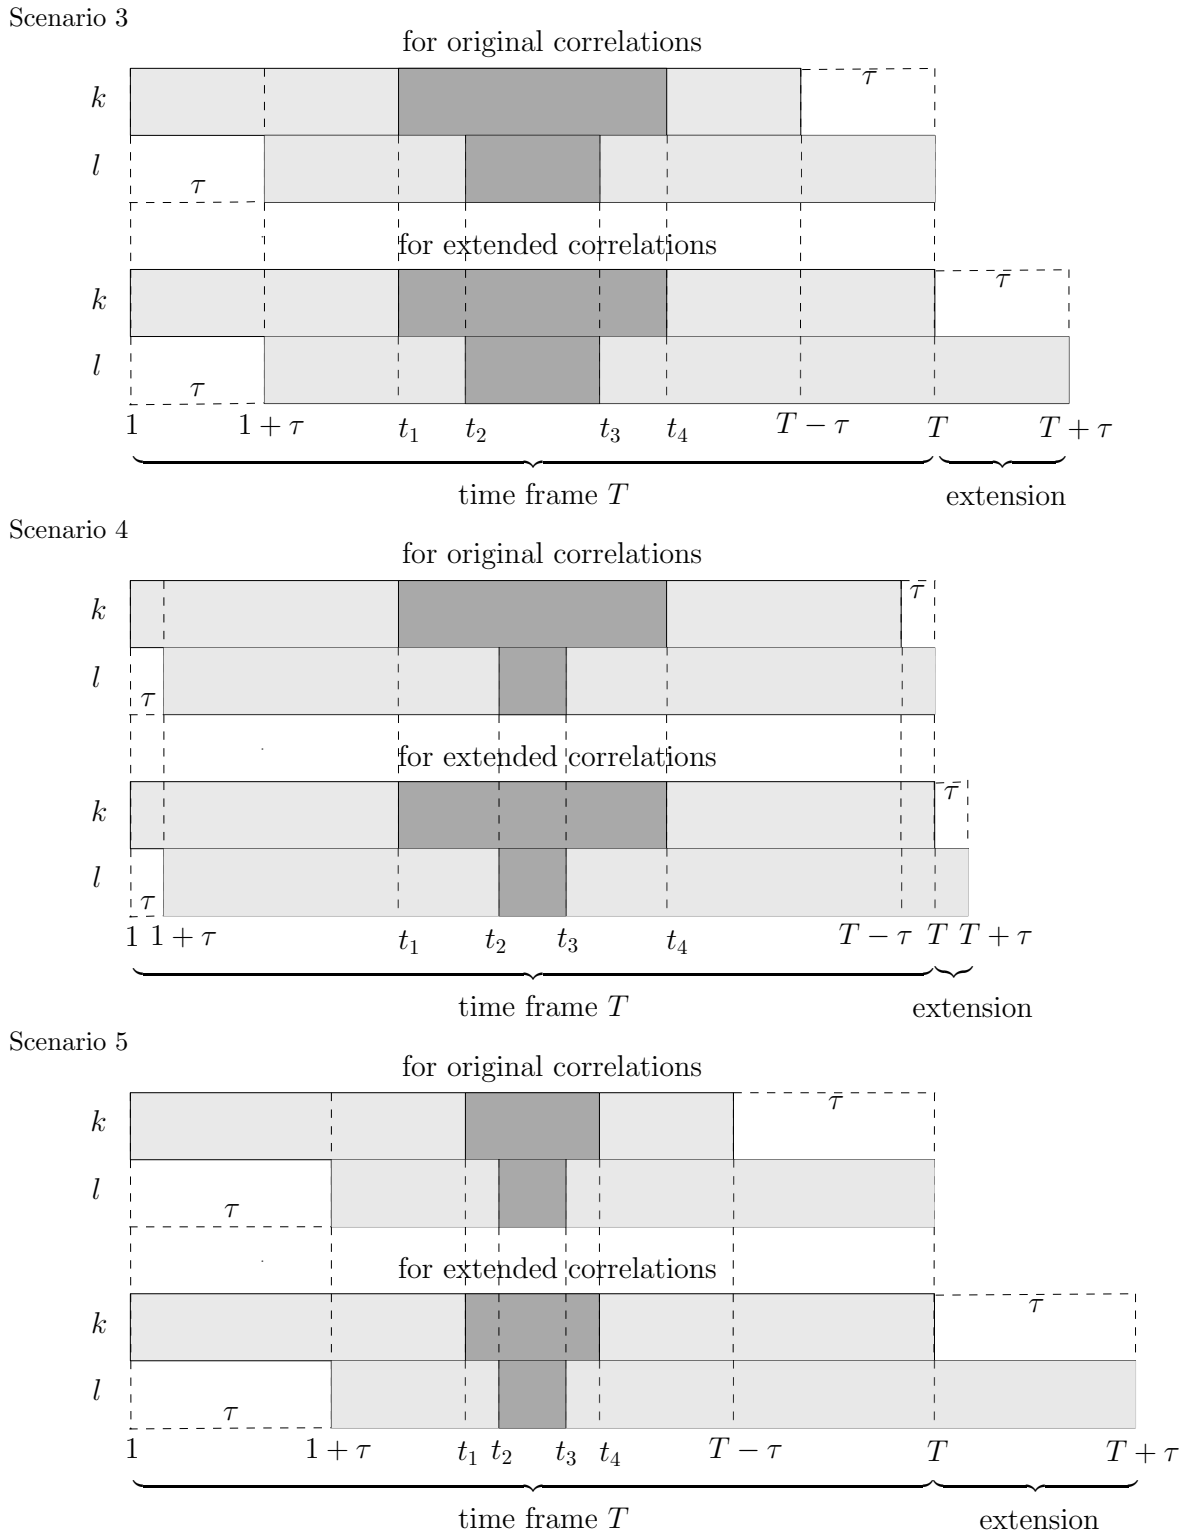 Scenario 3
for original correlations
k τ
l τ
for extended correlations
k τ
l τ
1 1 + τ t₁ t₂ t₃ t₄ T − τ T T + τ
time frame T extension
Scenario 4
for original correlations
k τ
l τ
for extended correlations
k τ
l τ
1 1 + τ t₁ t₂ t₃ t₄ T − τ T T + τ
time frame T extension
Scenario 5
for original correlations
k τ
l τ
for extended correlations
k τ
l τ
1 1 + τ t₁ t₂ t₃ t₄ T − τ T T + τ
time frame T extension